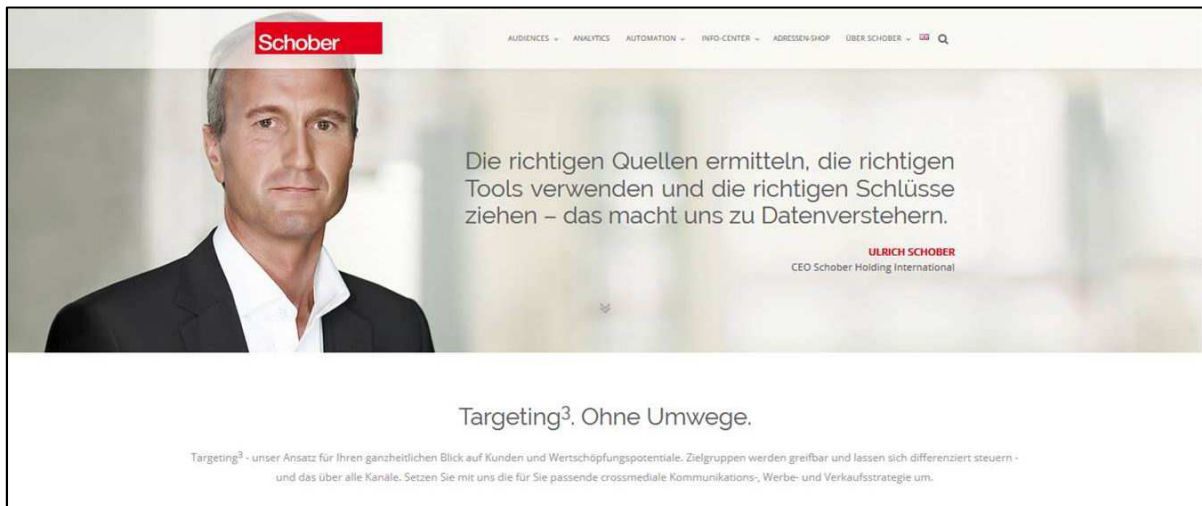 Schober
AUDIENCES ANALYTICS AUTOMATION INFO-CENTER ADRESSEN-SHOP ÜBER SCHOBER
Die richtigen Quellen ermitteln, die richtigen
Tools verwenden und die richtigen Schlüsse
ziehen – das macht uns zu Datenverstehern.
ULRICH SCHOBER
CEO Schober Holding International
Targeting³. Ohne Umwege.
Targeting³ - unser Ansatz für Ihren ganzheitlichen Blick auf Kunden und Wertschöpfungspotentiale. Zielgruppen werden greifbar und lassen sich differenziert steuern -
und das über alle Kanäle. Setzen Sie mit uns die für Sie passende crossmediale Kommunikations-, Werbe- und Verkaufsstrategie um.